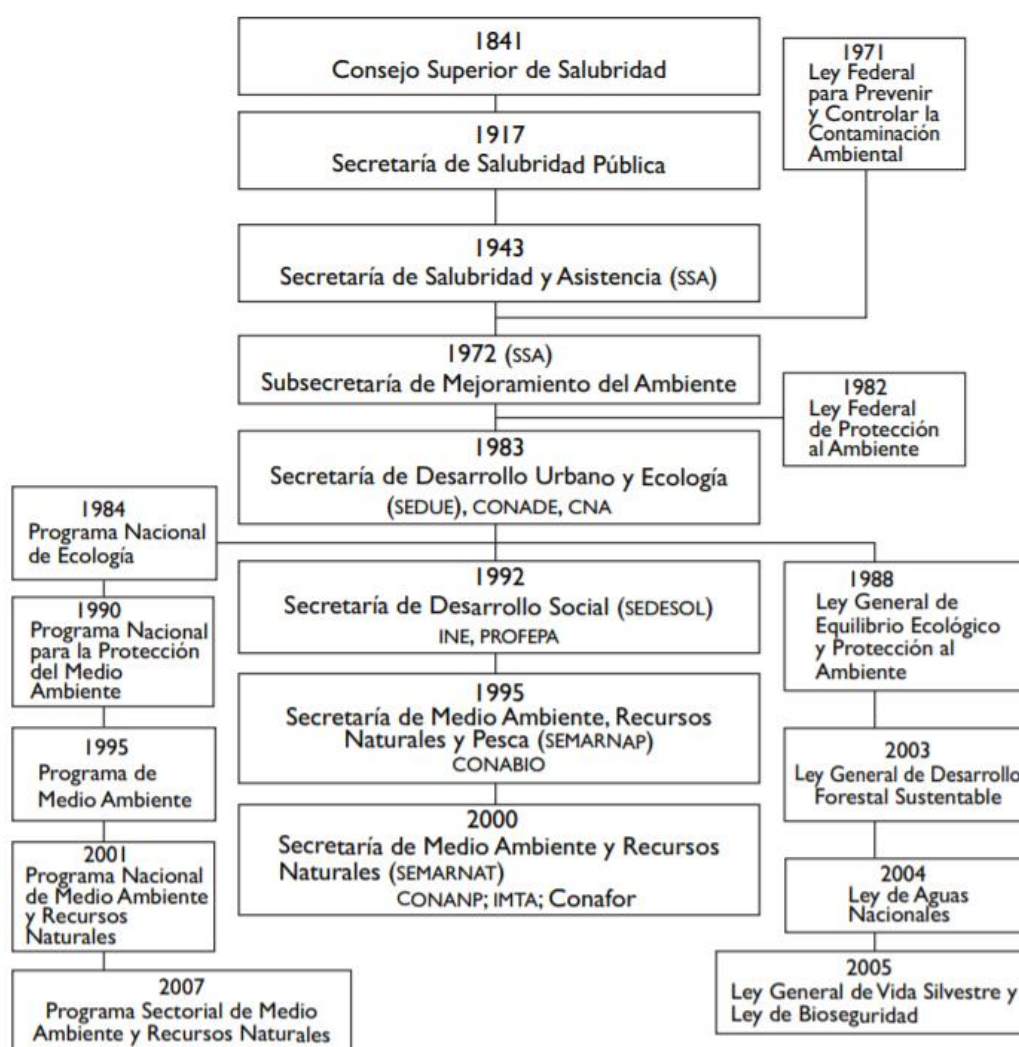 1841
Consejo Superior de Salubridad
1971
Ley Federal
para Prevenir
y Controlar la
Contaminación
Ambiental
1917
Secretaría de Salubridad Pública
1943
Secretaría de Salubridad y Asistencia (SSA)
1972 (SSA)
Subsecretaría de Mejoramiento del Ambiente
1982
Ley Federal
de Protección
al Ambiente
1983
Secretaría de Desarrollo Urbano y Ecología
(SEDUE), CONADE, CNA
1984
Programa Nacional
de Ecología
1990
Programa Nacional
para la Protección
del Medio
Ambiente
1995
Programa de
Medio Ambiente
2001
Programa Nacional
de Medio Ambiente
y Recursos
Naturales
2007
Programa Sectorial de Medio
Ambiente y Recursos Naturales
1992
Secretaría de Desarrollo Social (SEDESOL)
INE, PROFEPA
1995
Secretaría de Medio Ambiente, Recursos
Naturales y Pesca (SEMARNAP)
CONABIO
2000
Secretaría de Medio Ambiente y Recursos
Naturales (SEMARNAT)
CONANP; IMTA; Conafor
1988
Ley General de
Equilibrio Ecológico
y Protección al
Ambiente
2003
Ley General de Desarrollo
Forestal Sustentable
2004
Ley de Aguas
Nacionales
2005
Ley General de Vida Silvestre y
Ley de Bioseguridad